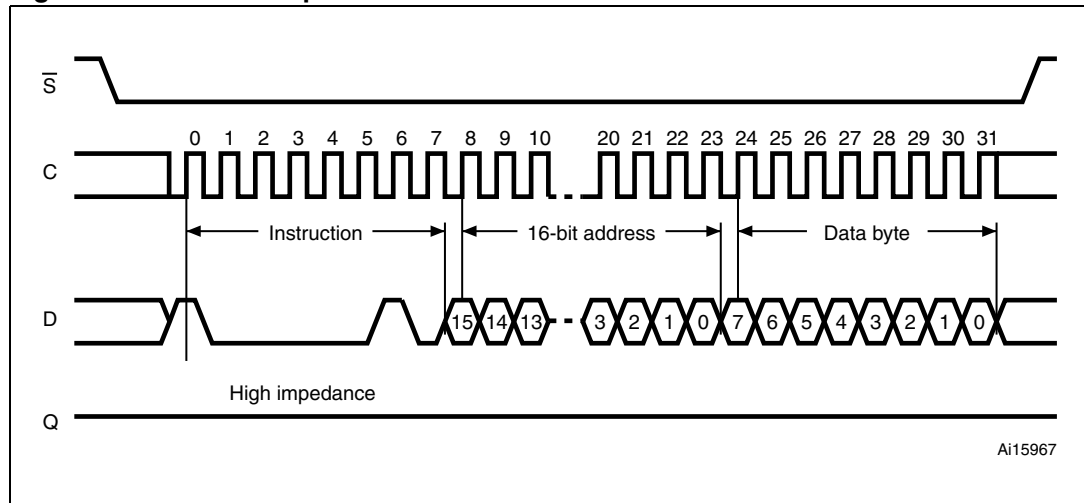 S
0 1 2 3 4 5 6 7 8 9 10 20 21 22 23 24 25 26 27 28 29 30 31
C
Instruction 16-bit address Data byte
D 15 14 13 3 2 1 0 7 6 5 4 3 2 1 0
High impedance
Q
Ai15967